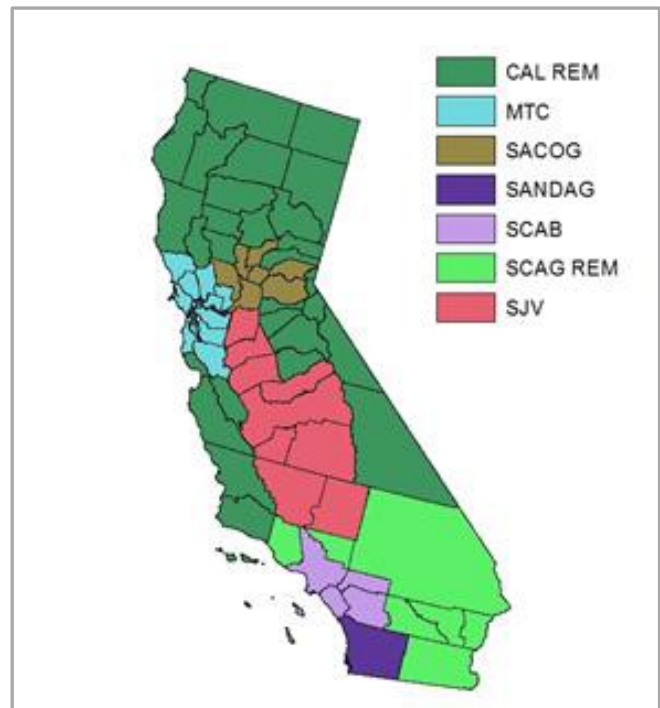 CAL REM
MTC
SACOG
SANDAG
SCAB
SCAG REM
SJV